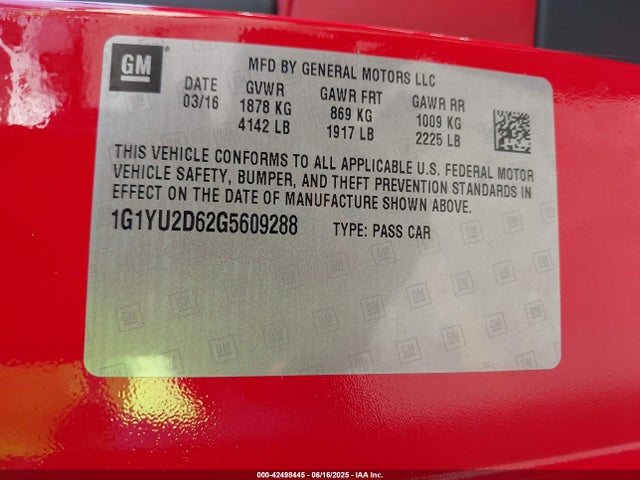 GM
MFD BY GENERAL MOTORS LLC
DATE GVWR GAWR FRT GAWR RR
03/16 1878 KG 869 KG 1009 KG
4142 LB 1917 LB 2225 LB
THIS VEHICLE CONFORMS TO ALL APPLICABLE U.S. FEDERAL MOTOR
VEHICLE SAFETY, BUMPER, AND THEFT PREVENTION STANDARDS IN
EFFECT ON THE DATE OF MANUFACTURE SHOWN ABOVE.
1G1YU2D62G5609288 TYPE: PASS CAR
000-42498445 - 06/16/2025 - IAA Inc.